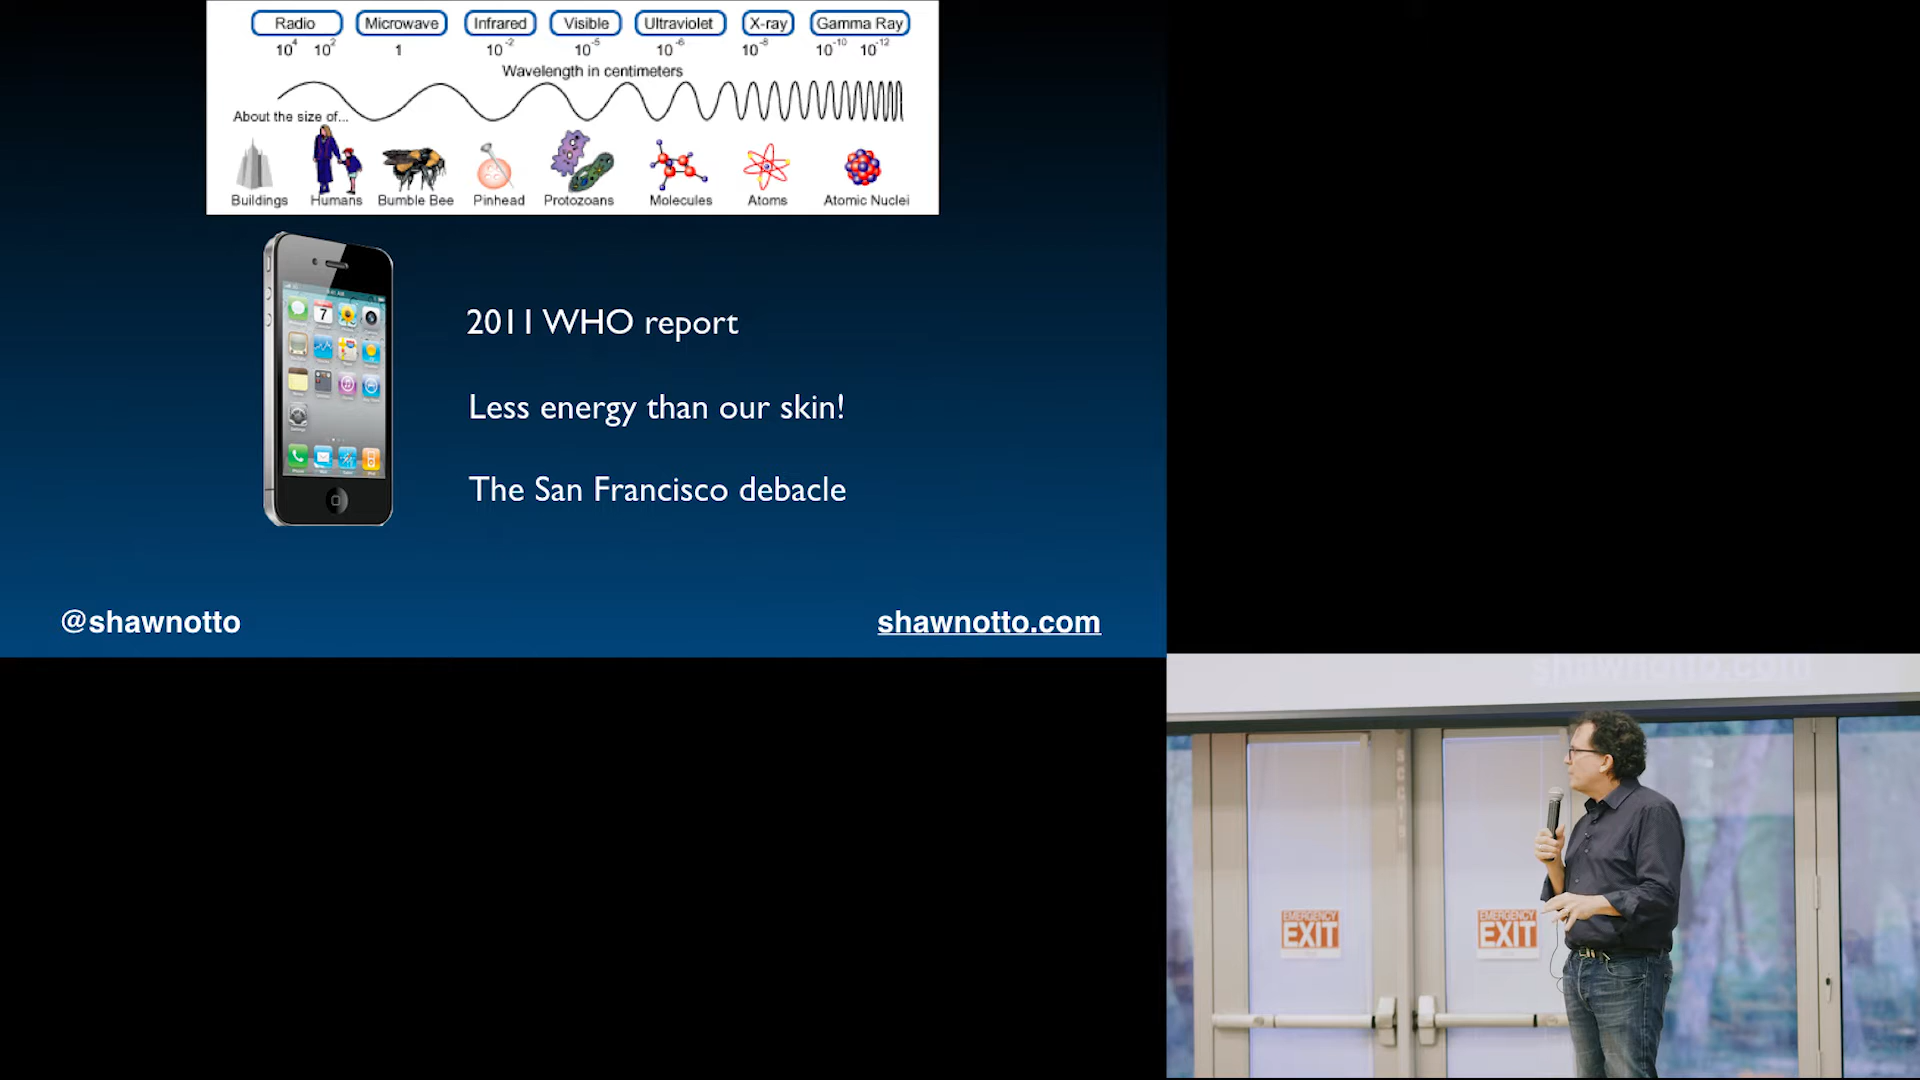 Radio Microwave Infrared Visible Ultraviolet X-ray Gamma Ray
10⁴ 10² 1 10⁻² 10⁻⁵ 10⁻⁶ 10⁻⁸ 10⁻¹⁰ 10⁻¹²
Wavelength in centimeters
About the size of...
Buildings Humans Bumble Bee Pinhead Protozoans Molecules Atoms Atomic Nuclei
2011 WHO report
Less energy than our skin!
The San Francisco debacle
@shawnotto shawnotto.com
shawnotto.com
EMERGENCY EXIT
EMERGENCY EXIT